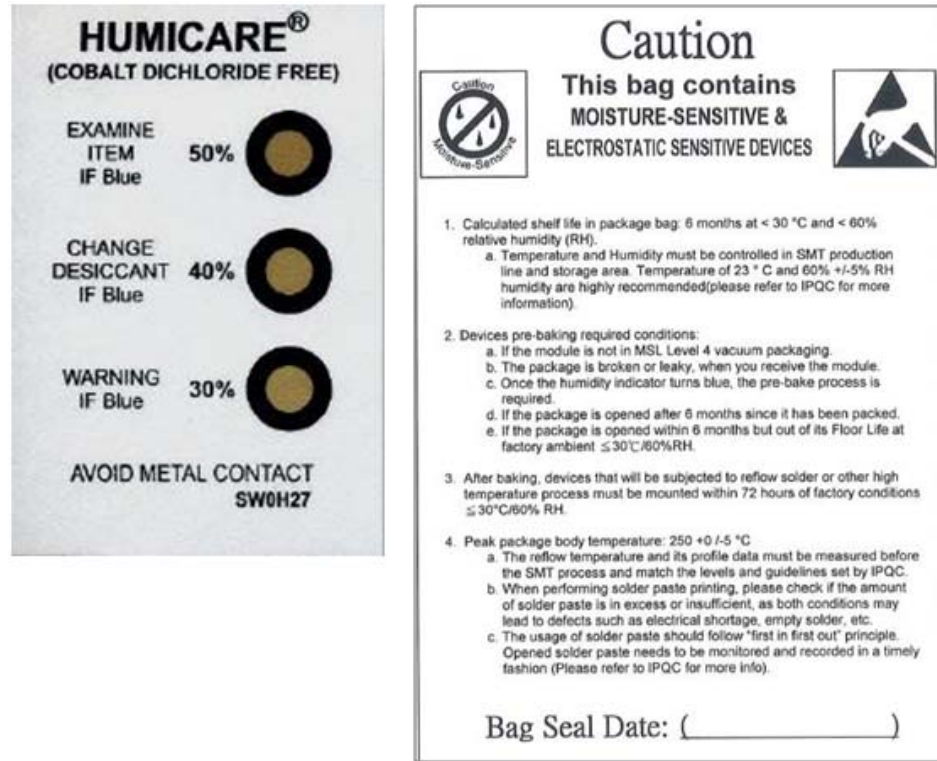 HUMICARE®
(COBALT DICHLORIDE FREE)
EXAMINE
ITEM
IF Blue
50%
CHANGE
DESICCANT
IF Blue
40%
WARNING
IF Blue
30%
AVOID METAL CONTACT
SW0H27
Caution
This bag contains
MOISTURE-SENSITIVE &
ELECTROSTATIC SENSITIVE DEVICES
Caution
Moisture-Sensitive
1. Calculated shelf life in package bag: 6 months at < 30 °C and < 60%
relative humidity (RH).
a. Temperature and Humidity must be controlled in SMT production
line and storage area. Temperature of 23 ° C and 60% +/-5% RH
humidity are highly recommended(please refer to IPQC for more
information).
2. Devices pre-baking required conditions:
a. If the module is not in MSL Level 4 vacuum packaging.
b. The package is broken or leaky, when you receive the module.
c. Once the humidity indicator turns blue, the pre-bake process is
required.
d. If the package is opened after 6 months since it has been packed.
e. If the package is opened within 6 months but out of its Floor Life at
factory ambient ≦30℃/60%RH.
3. After baking, devices that will be subjected to reflow solder or other high
temperature process must be mounted within 72 hours of factory conditions
≦30°C/60% RH.
4. Peak package body temperature: 250 +0 /-5 °C
a. The reflow temperature and its profile data must be measured before
the SMT process and match the levels and guidelines set by IPQC.
b. When performing solder paste printing, please check if the amount
of solder paste is in excess or insufficient, as both conditions may
lead to defects such as electrical shortage, empty solder, etc.
c. The usage of solder paste should follow "first in first out" principle.
Opened solder paste needs to be monitored and recorded in a timely
fashion (Please refer to IPQC for more info).
Bag Seal Date: (____________)